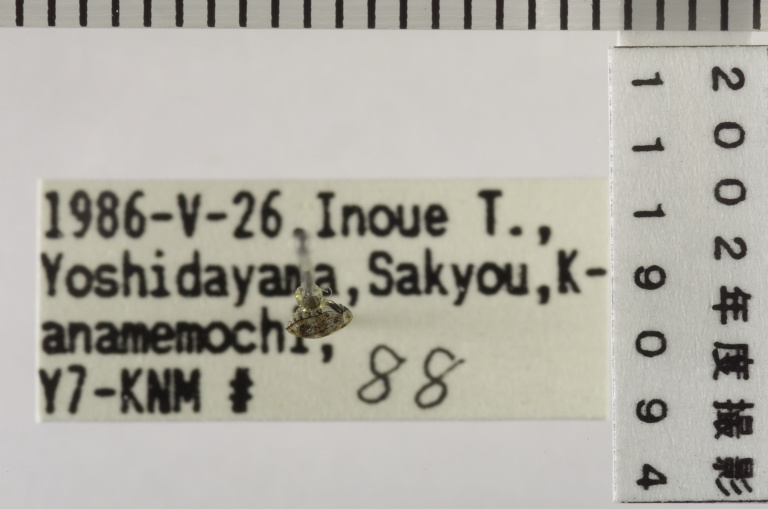 1986-V-26,Inoue T.,
Yoshidayama,Sakyou,K-
anamemochi,
Y7-KNM # 88
2002年度撮影
1119094